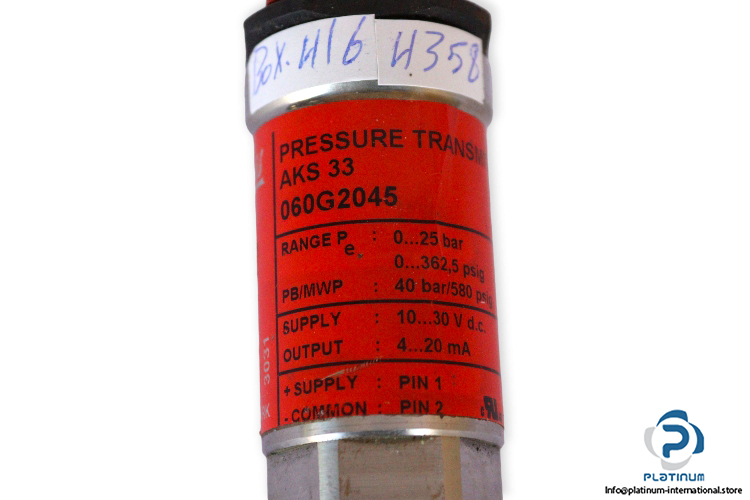 Box.H16 H358
PRESSURE TRANSM
AKS 33
060G2045
RANGE Pe. : 0...25 bar
0...362,5 psig
PB/MWP : 40 bar/580 psig
SUPPLY : 10...30 V d.c.
OUTPUT : 4...20 mA
+ SUPPLY : PIN 1
- COMMON : PIN 2
3031
PLATINUM
Info@platinum-international.store